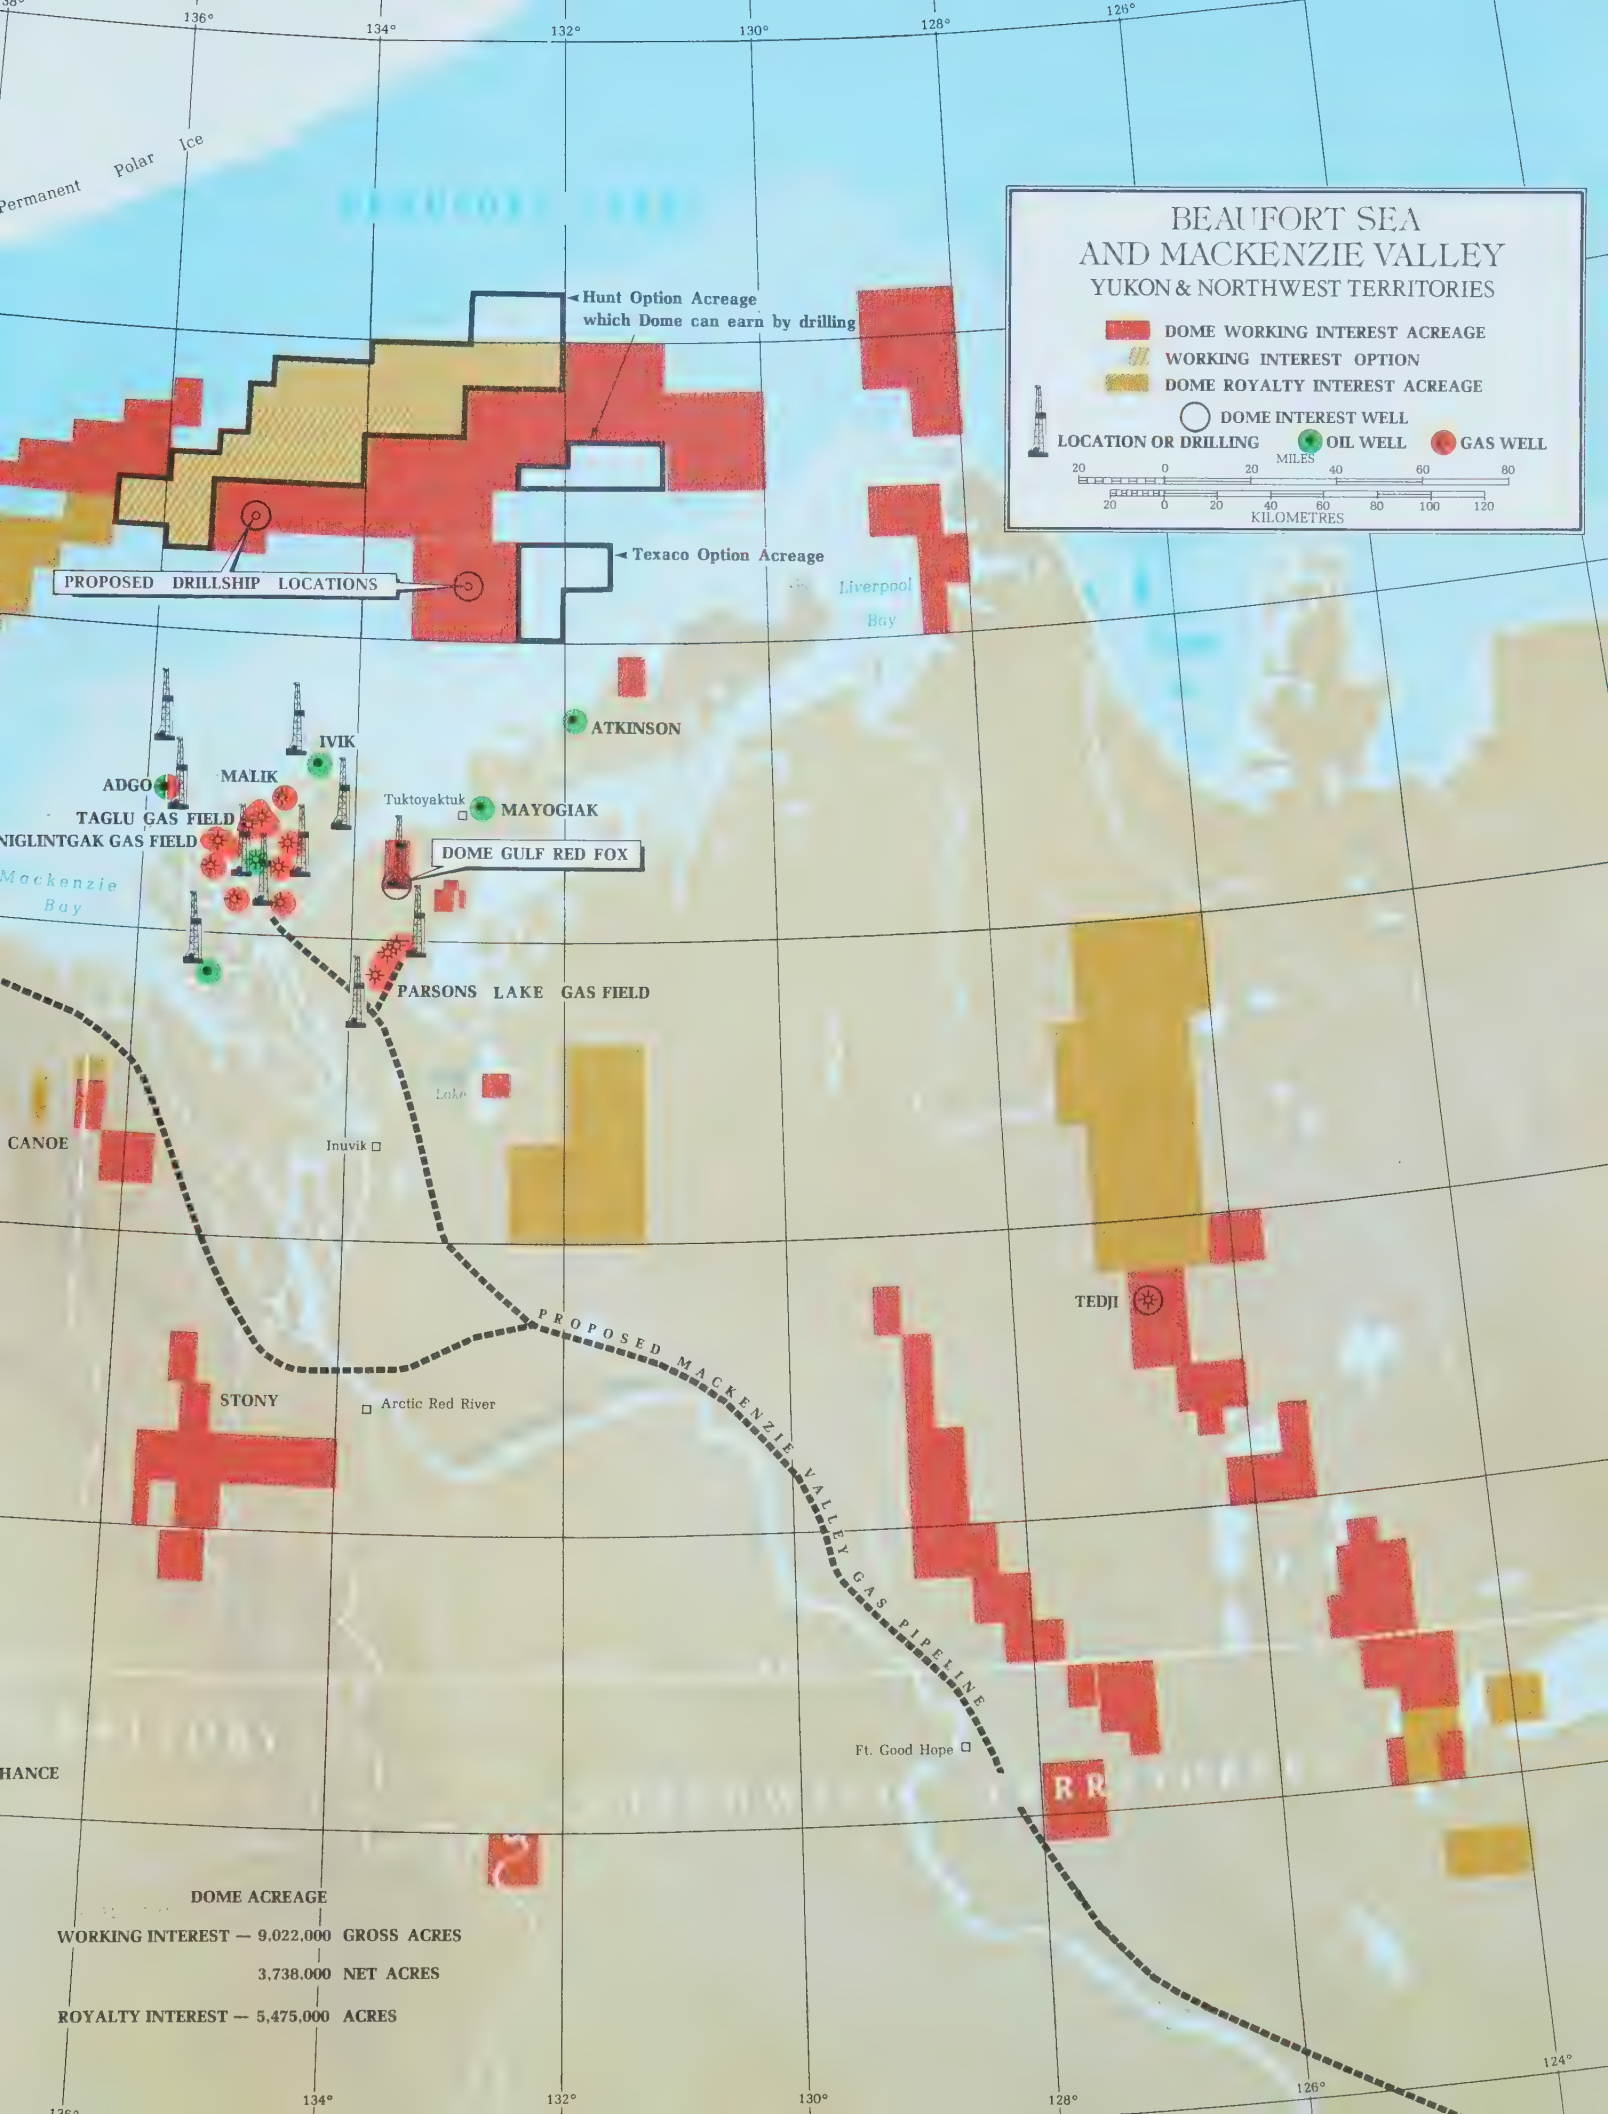 136°
134°
132°
130°
128°
126°
Permanent Polar Ice
BEAUFORT SEA
AND MACKENZIE VALLEY
YUKON & NORTHWEST TERRITORIES
DOME WORKING INTEREST ACREAGE
WORKING INTEREST OPTION
DOME ROYALTY INTEREST ACREAGE
DOME INTEREST WELL
LOCATION OR DRILLING
OIL WELL
GAS WELL
MILES
20 0 20 40 60 80
20 0 20 40 60 80 100 120
KILOMETRES
Hunt Option Acreage
which Dome can earn by drilling
Texaco Option Acreage
PROPOSED DRILLSHIP LOCATIONS
Liverpool
Bay
ATKINSON
IVIK
ADGO
MALIK
Tuktoyaktuk
MAYOGIAK
TAGLU GAS FIELD
NIGLINTGAK GAS FIELD
DOME GULF RED FOX
Mackenzie
Bay
PARSONS LAKE GAS FIELD
Lake
CANOE
Inuvik
TEDJI
PROPOSED MACKENZIE VALLEY GAS PIPELINE
STONY
Arctic Red River
Ft. Good Hope
HANCE
R R
DOME ACREAGE
WORKING INTEREST — 9,022,000 GROSS ACRES
3,738,000 NET ACRES
ROYALTY INTEREST — 5,475,000 ACRES
134°
132°
130°
128°
126°
124°